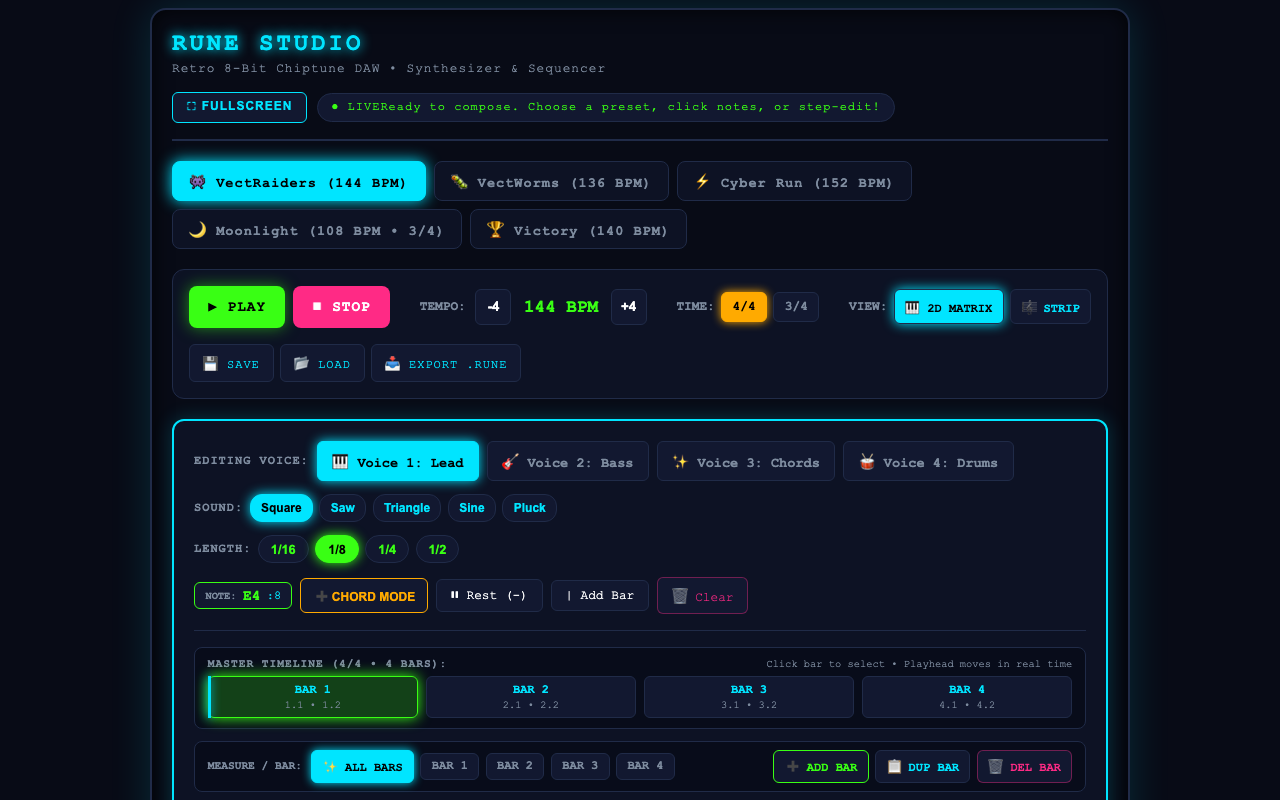 RUNE STUDIO
Retro 8-Bit Chiptune DAW • Synthesizer & Sequencer
FULLSCREEN
● LIVEReady to compose. Choose a preset, click notes, or step-edit!
VectRaiders (144 BPM)
VectWorms (136 BPM)
Cyber Run (152 BPM)
Moonlight (108 BPM • 3/4)
Victory (140 BPM)
▶ PLAY
■ STOP
TEMPO:
-4
144 BPM
+4
TIME:
4/4
3/4
VIEW:
2D MATRIX
STRIP
SAVE
LOAD
EXPORT .RUNE
EDITING VOICE:
Voice 1: Lead
Voice 2: Bass
Voice 3: Chords
Voice 4: Drums
SOUND:
Square
Saw
Triangle
Sine
Pluck
LENGTH:
1/16
1/8
1/4
1/2
NOTE: E4 :8
CHORD MODE
Rest (-)
| Add Bar
Clear
MASTER TIMELINE (4/4 • 4 BARS):
Click bar to select • Playhead moves in real time
BAR 1
1.1 • 1.2
BAR 2
2.1 • 2.2
BAR 3
3.1 • 3.2
BAR 4
4.1 • 4.2
MEASURE / BAR:
ALL BARS
BAR 1
BAR 2
BAR 3
BAR 4
ADD BAR
DUP BAR
DEL BAR